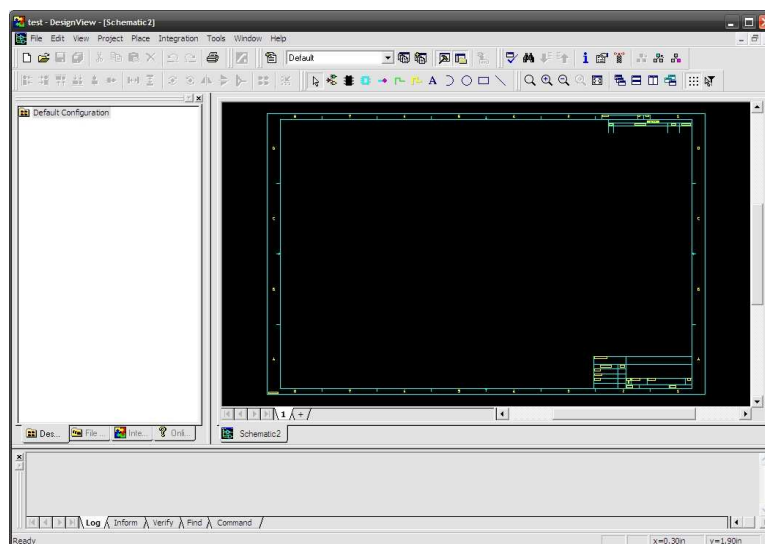 test - DesignView - [Schematic2]
File Edit View Project Place Integration Tools Window Help
Default
A
Default Configuration
D D
C C
B B
A A
1 +
Des... File ... Inte... Onli...
Schematic2
Log Inform Verify Find Command
Ready x=0.30in y=1.90in